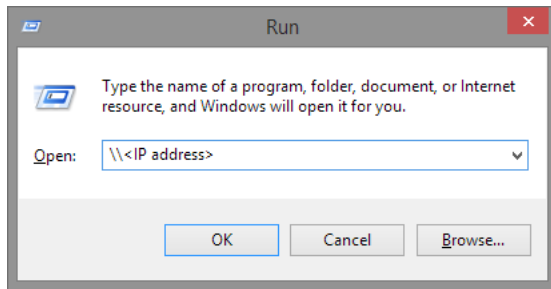 Run
Type the name of a program, folder, document, or Internet
resource, and Windows will open it for you.
Open: \\<IP address>
OK Cancel Browse...